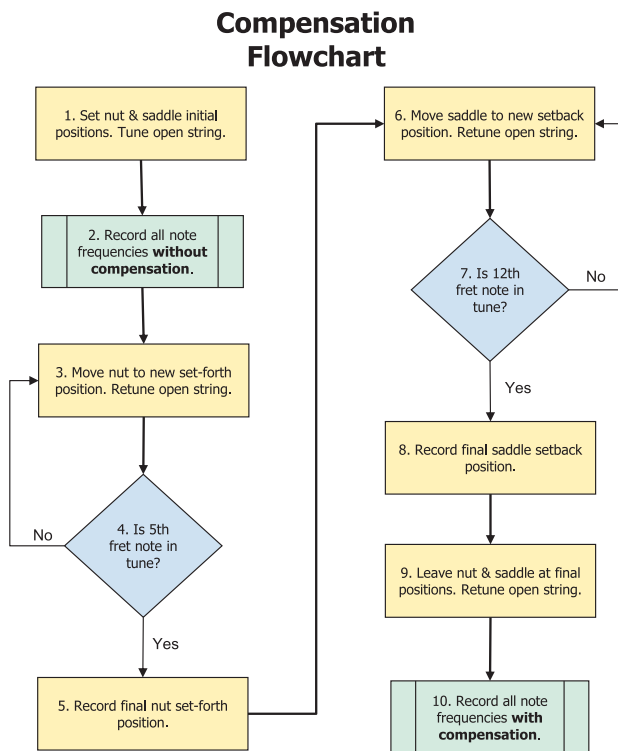 Compensation
Flowchart
1. Set nut & saddle initial
positions. Tune open string.
2. Record all note
frequencies without
compensation.
3. Move nut to new set-forth
position. Retune open string.
No
4. Is 5th
fret note in
tune?
Yes
5. Record final nut set-forth
position.
6. Move saddle to new setback
position. Retune open string.
7. Is 12th
fret note in
tune?
No
Yes
8. Record final saddle setback
position.
9. Leave nut & saddle at final
positions. Retune open string.
10. Record all note
frequencies with
compensation.